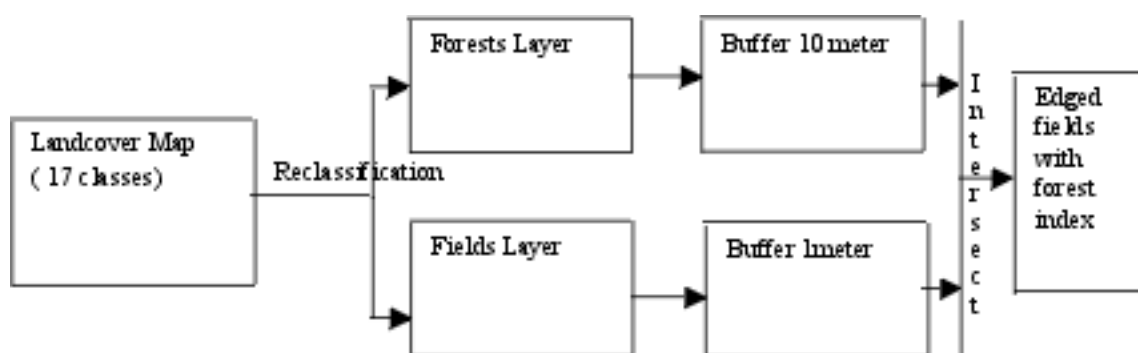 Landcover Map
( 17 classes)
Reclassification
Forests Layer
Buffer 10 meter
Fields Layer
Buffer 1meter
Intersect
Edged
fields
with
forest
index